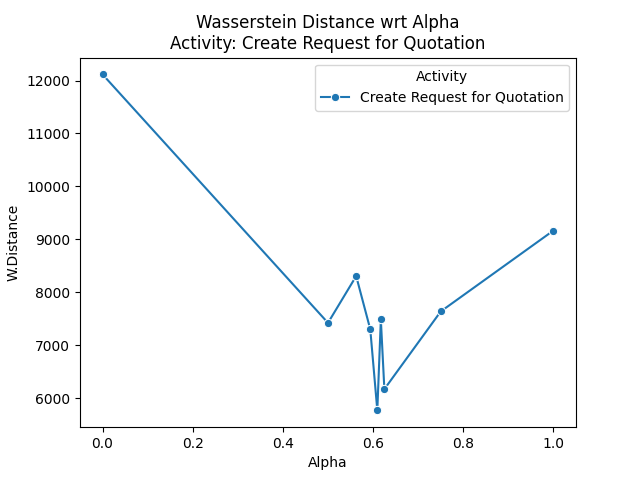 Wasserstein Distance wrt Alpha
Activity: Create Request for Quotation
Activity
Create Request for Quotation
W.Distance
12000
11000
10000
9000
8000
7000
6000
0.0 0.2 0.4 0.6 0.8 1.0
Alpha